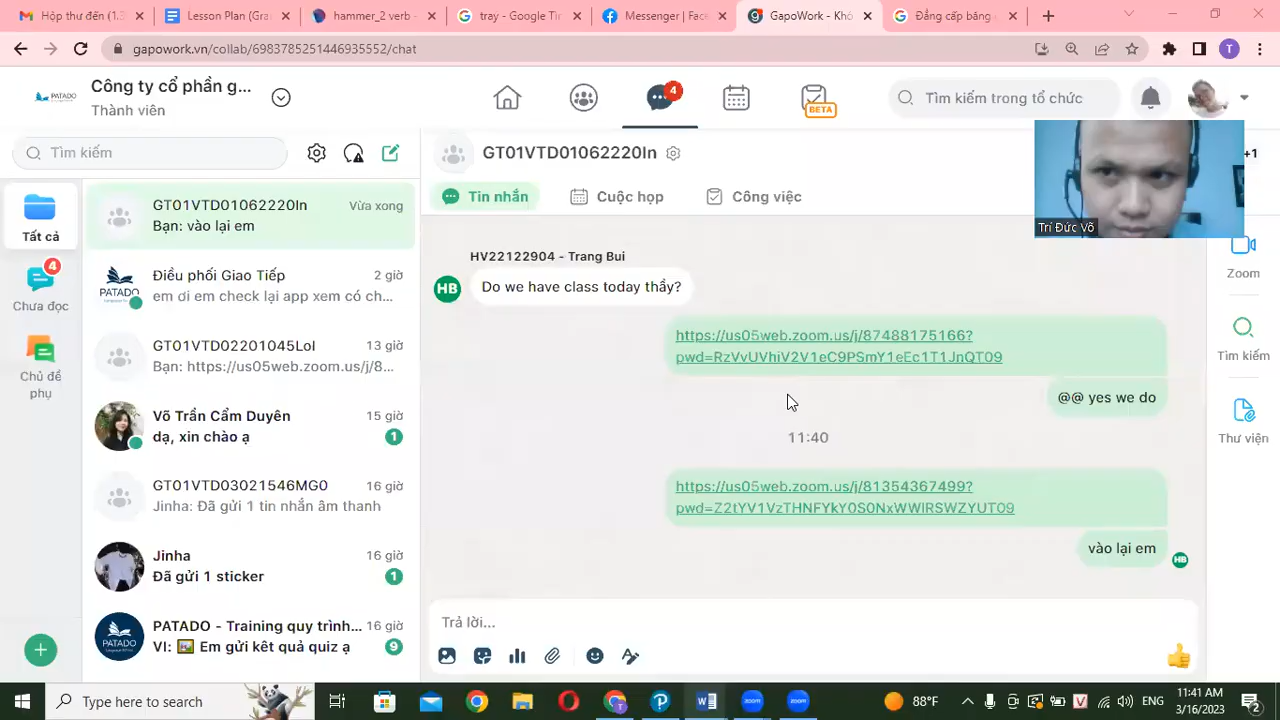 Hộp thư đến (1.3
Lesson Plan (Gra
hammer_2 verb -
tray - Google Tìr
Messenger | Face
GapoWork - Khô
Đẳng cấp bảng c
gapowork.vn/collab/6983785251446935552/chat
T
PATADO
Công ty cổ phần g...
Thành viên
4
BETA
Tìm kiếm trong tổ chức
Tìm kiếm
GT01VTD01062220In
+1
Tin nhắn
Cuộc họp
Công việc
Trí Đức Võ
Tất cả
4
Chưa đọc
Chủ đề phụ
GT01VTD01062220In
Vừa xong
Bạn: vào lại em
Điều phối Giao Tiếp
2 giờ
em ơi em check lại app xem có ch...
GT01VTD02201045LoI
13 giờ
Bạn: https://us05web.zoom.us/j/8...
Võ Trần Cẩm Duyên
15 giờ
dạ, xin chào ạ
1
GT01VTD03021546MG0
16 giờ
Jinha: Đã gửi 1 tin nhắn âm thanh
Jinha
16 giờ
Đã gửi 1 sticker
1
PATADO - Training quy trình...
16 giờ
VI: Em gửi kêt quả quiz ạ
9
HV22122904 - Trang Bui
HB
Do we have class today thầy?
https://us05web.zoom.us/j/87488175166?
pwd=RzVvUVhiV2V1eC9PSmY1eEc1T1JnQT09
@@ yes we do
11:40
https://us05web.zoom.us/j/81354367499?
pwd=Z2tYV1VzTHNFYkY0S0NxWWlRSWZYUT09
vào lại em
HB
Trả lời...
Zoom
Tìm kiếm
Thư viện
Type here to search
88°F
ENG
11:41 AM
3/16/2023
2